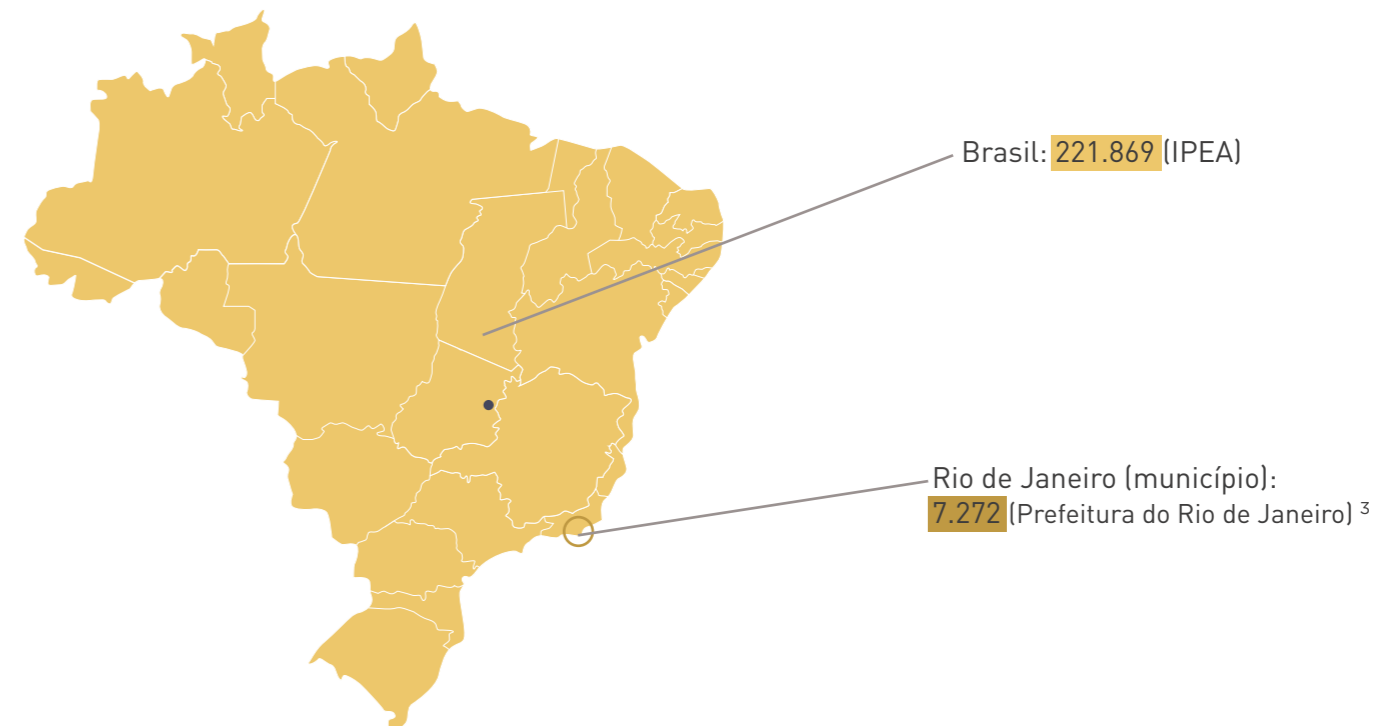 Brasil: 221.869 (IPEA)
Rio de Janeiro (município):
7.272 (Prefeitura do Rio de Janeiro) ³